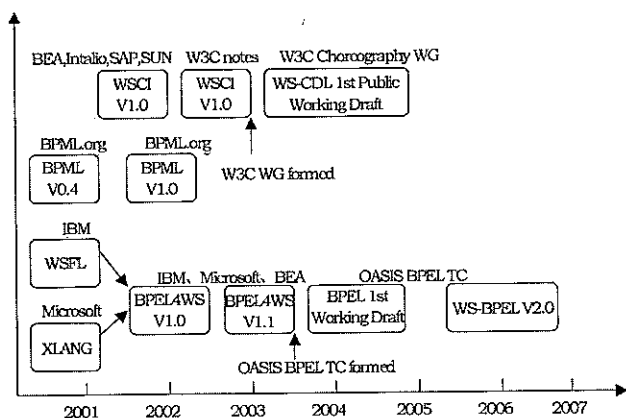 BEA,Intalio,SAP,SUN W3C notes W3C Choreography WG
WSCI
V1.0
WSCI
V1.0
WS-CDL 1st Public
Working Draft
BPML.org BPML.org
BPML
V0.4
BPML
V1.0
W3C WG formed
IBM
WSFL
IBM、Microsoft、BEA OASIS BPEL TC
Microsoft
XLANG
BPEL4WS
V1.0
BPEL4WS
V1.1
BPEL 1st
Working Draft
WS-BPEL V2.0
OASIS BPEL TC formed
2001 2002 2003 2004 2005 2006 2007